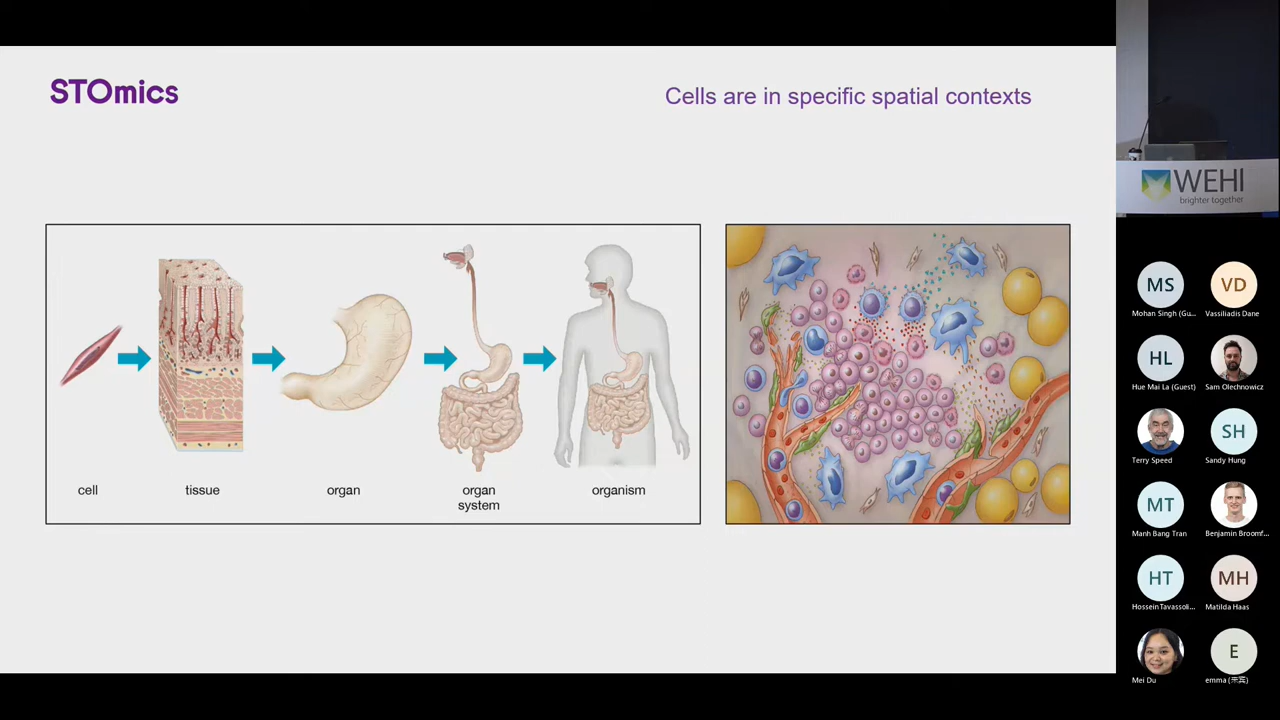 STOmics
Cells are in specific spatial contexts
cell
tissue
organ
organ
system
organism
WEHI
brighter together
MS
Mohan Singh (Gu...
VD
Vassiliadis Dane
HL
Hue Mai La (Guest)
Sam Olechnowicz
Terry Speed
SH
Sandy Hung
MT
Manh Bang Tran
Benjamin Broomf...
HT
Hossein Tavassoli...
MH
Matilda Haas
Mei Du
E
emma (来宾)